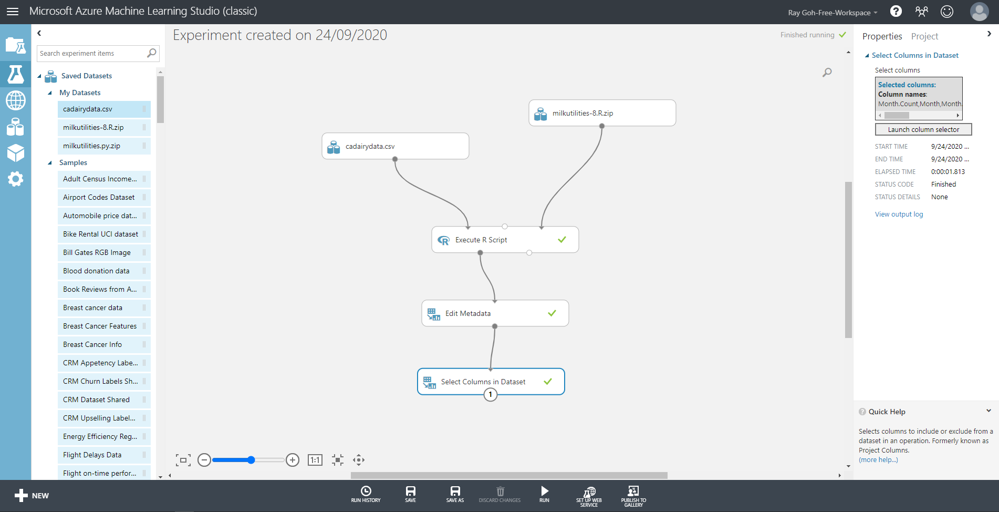 Microsoft Azure Machine Learning Studio (classic)
Ray Goh-Free-Workspace
?
Search experiment items
Saved Datasets
My Datasets
cadairydata.csv
milkutilities-8.R.zip
milkutilities.py.zip
Samples
Adult Census Income...
Airport Codes Dataset
Automobile price dat...
Bike Rental UCI dataset
Bill Gates RGB Image
Blood donation data
Book Reviews from A...
Breast cancer data
Breast Cancer Features
Breast Cancer Info
CRM Appetency Labe...
CRM Churn Labels Sh...
CRM Dataset Shared
CRM Upselling Label...
Energy Efficiency Reg...
Flight Delays Data
Flight on-time perfor...
Experiment created on 24/09/2020
Finished running
milkutilities-8.R.zip
cadairydata.csv
R
Execute R Script
Edit Metadata
Select Columns in Dataset
1
1:1
Properties Project
Select Columns in Dataset
Select columns
Selected columns:
Column names:
Month.Count,Month,Month.
Launch column selector
START TIME 9/24/2020 ...
END TIME 9/24/2020 ...
ELAPSED TIME 0:00:01.813
STATUS CODE Finished
STATUS DETAILS None
View output log
? Quick Help
Selects columns to include or exclude from a
dataset in an operation. Formerly known as
Project Columns.
(more help...)
NEW
RUN HISTORY
SAVE
SAVE AS
DISCARD CHANGES
RUN
SET UP WEB
SERVICE
PUBLISH TO
GALLERY